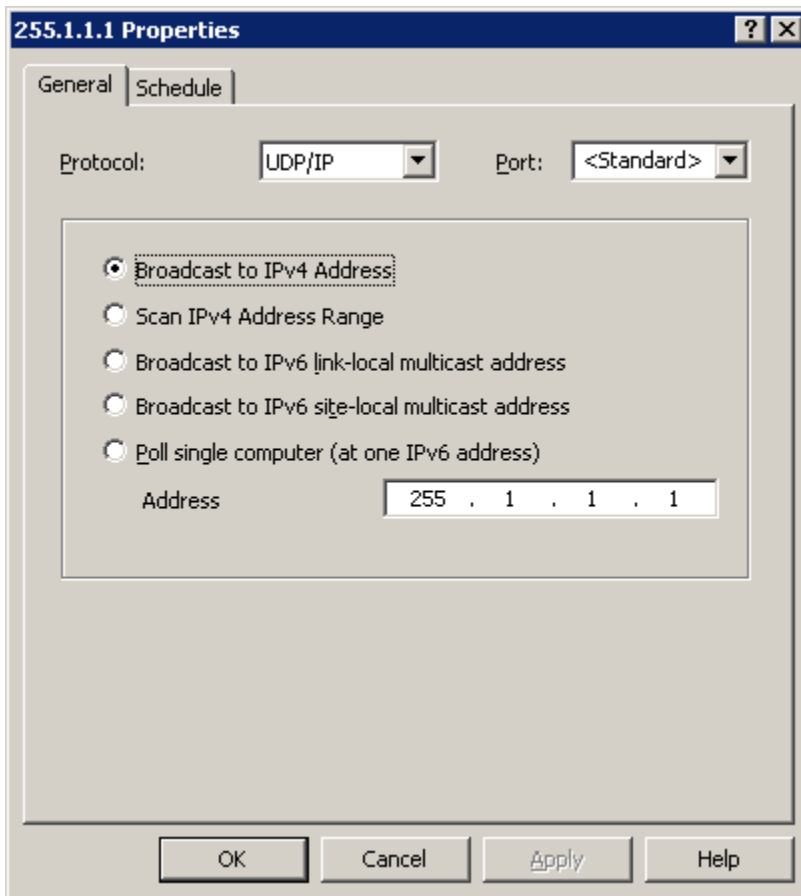 255.1.1.1 Properties
General Schedule
Protocol: UDP/IP Port: <Standard>
Broadcast to IPv4 Address
Scan IPv4 Address Range
Broadcast to IPv6 link-local multicast address
Broadcast to IPv6 site-local multicast address
Poll single computer (at one IPv6 address)
Address 255 . 1 . 1 . 1
OK Cancel Apply Help